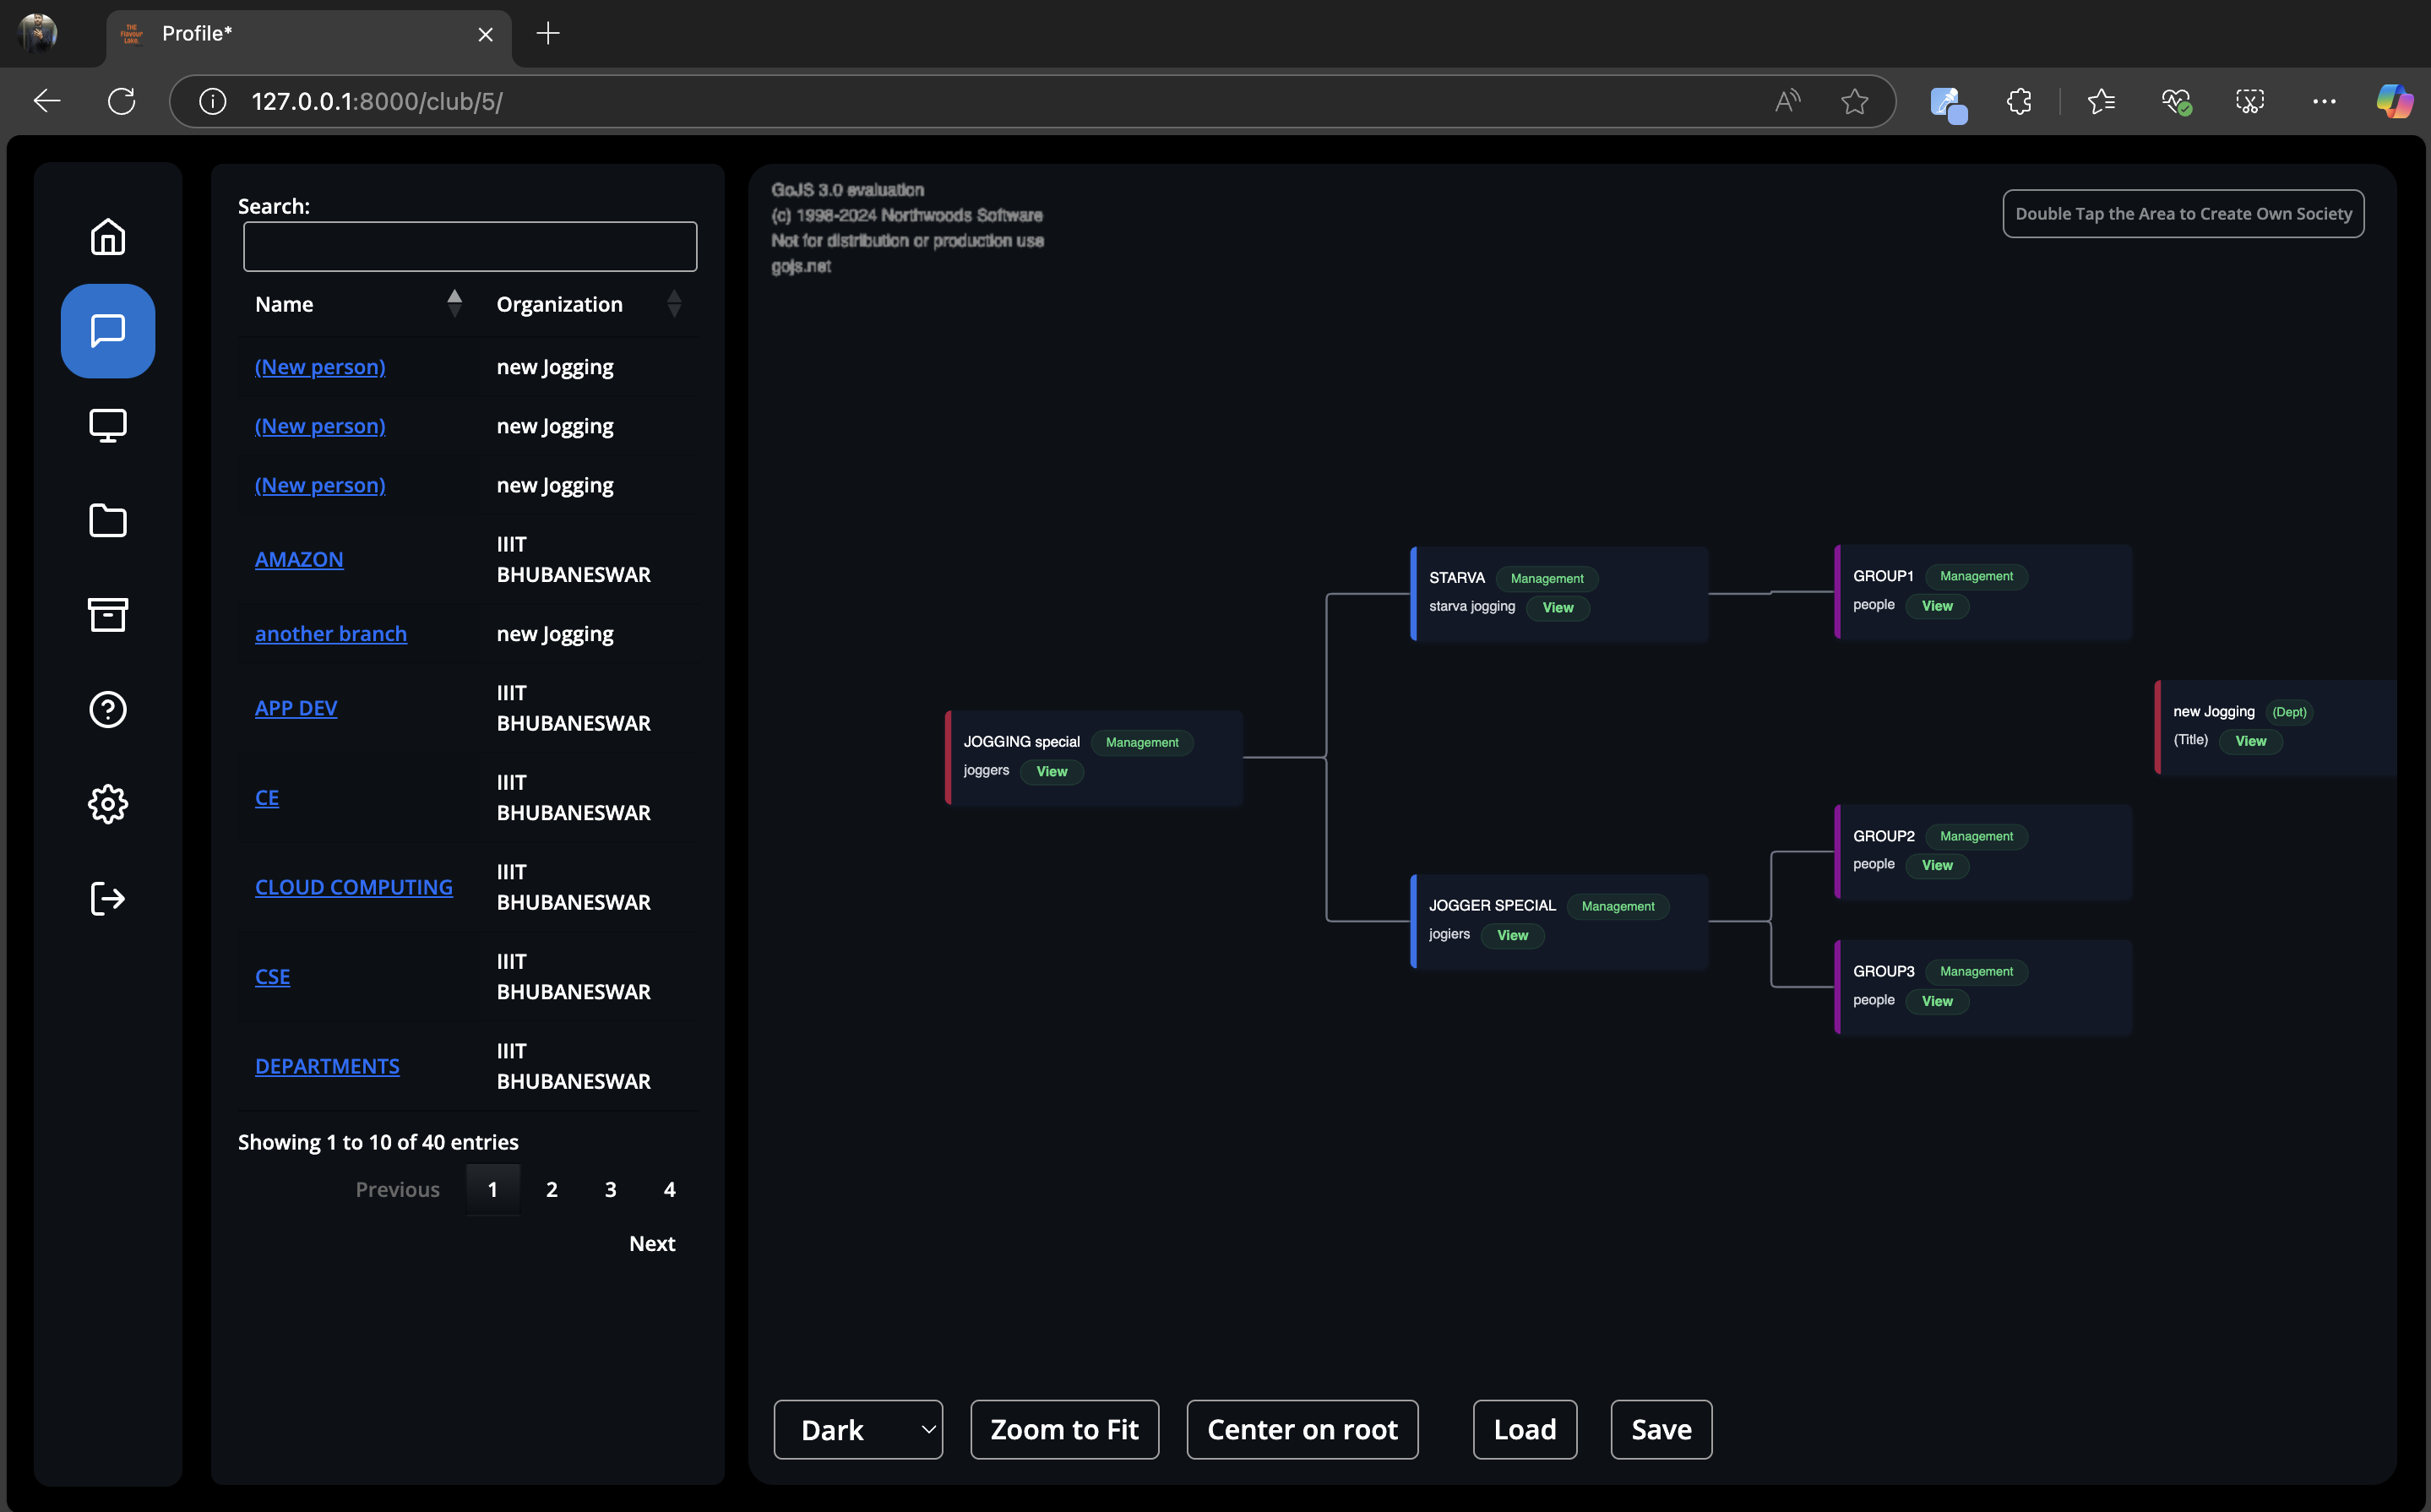 THE
Flavour
Lake.
Profile*
127.0.0.1:8000/club/5/
Search:
Name Organization
(New person) new Jogging
(New person) new Jogging
(New person) new Jogging
AMAZON IIIT
BHUBANESWAR
another branch new Jogging
APP DEV IIIT
BHUBANESWAR
CE IIIT
BHUBANESWAR
CLOUD COMPUTING IIIT
BHUBANESWAR
CSE IIIT
BHUBANESWAR
DEPARTMENTS IIIT
BHUBANESWAR
Showing 1 to 10 of 40 entries
Previous 1 2 3 4
Next
GoJS 3.0 evaluation
(c) 1998-2024 Northwoods Software
Not for distribution or production use
gojs.net
Double Tap the Area to Create Own Society
JOGGING special Management
joggers View
STARVA Management
starva jogging View
JOGGER SPECIAL Management
jogiers View
GROUP1 Management
people View
GROUP2 Management
people View
GROUP3 Management
people View
new Jogging (Dept)
(Title) View
Dark Zoom to Fit Center on root Load Save